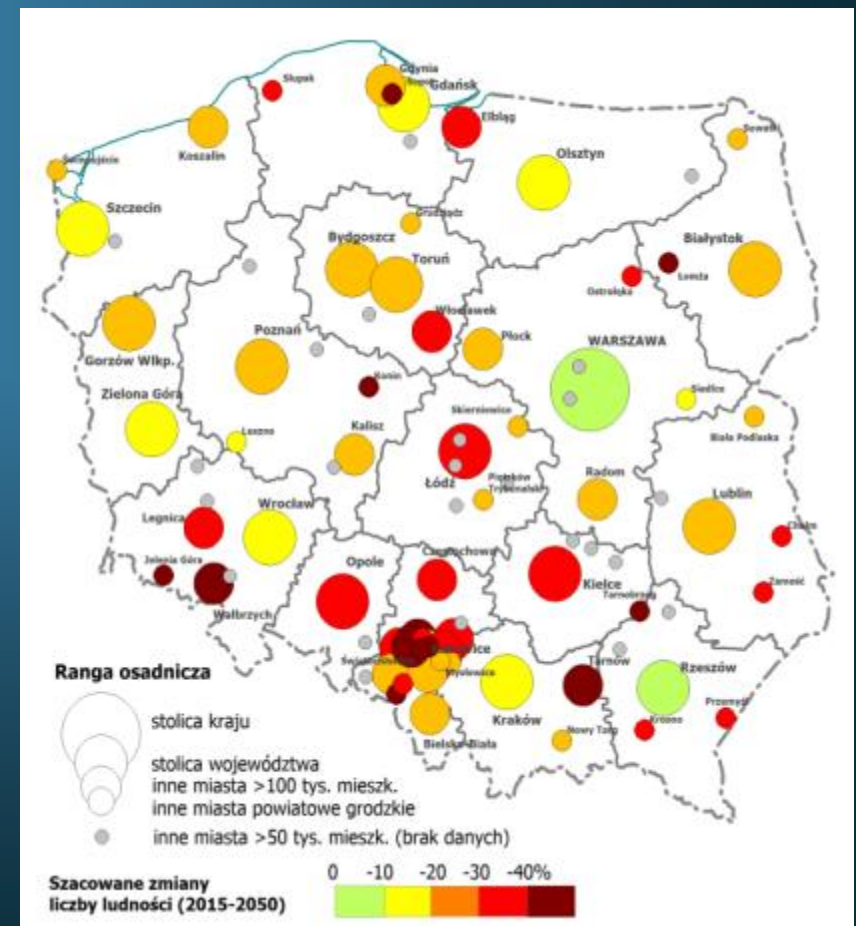 Słupsk
Gdynia
Sopot
Gdańsk
Elbląg
Suwałki
Koszalin
Olsztyn
Świnoujście
Szczecin
Grudziądz
Bydgoszcz
Białystok
Toruń
Łomża
Ostrołęka
Włocławek
Płock
WARSZAWA
Poznań
Gorzów Wlkp.
Konin
Zielona Góra
Siedlce
Skierniewice
Biała Podlaska
Leszno
Kalisz
Łódź
Piotrków
Trybunalski
Radom
Lublin
Wrocław
Legnica
Chełm
Jelenia Góra
Opole
Częstochowa
Kielce
Zamość
Wałbrzych
Tarnobrzeg
Tarnów
Rzeszów
Mysłowice
Kraków
Przemyśl
Krosno
Nowy Targ
Bielsko-Biała
Ranga osadnicza
stolica kraju
stolica województwa
inne miasta >100 tys. mieszk.
inne miasta powiatowe grodzkie
inne miasta >50 tys. mieszk. (brak danych)
0 -10 -20 -30 -40%
Szacowane zmiany
liczby ludności (2015-2050)